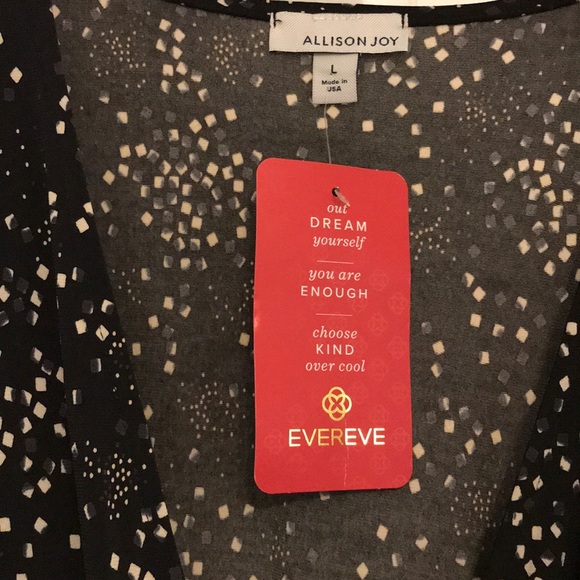 ALLISON JOY
L
Made in
USA
out
DREAM
yourself
you are
ENOUGH
choose
KIND
over cool
EVEREVE